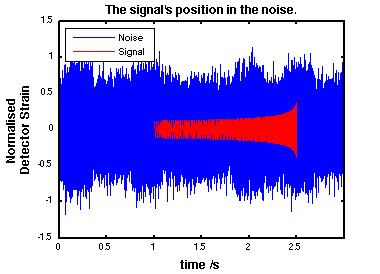 The signal's position in the noise.
Noise
Signal
Normalised
Detector Strain
1.5
1
0.5
0
-0.5
-1
-1.5
0
0.5
1
1.5
2
2.5
time /s